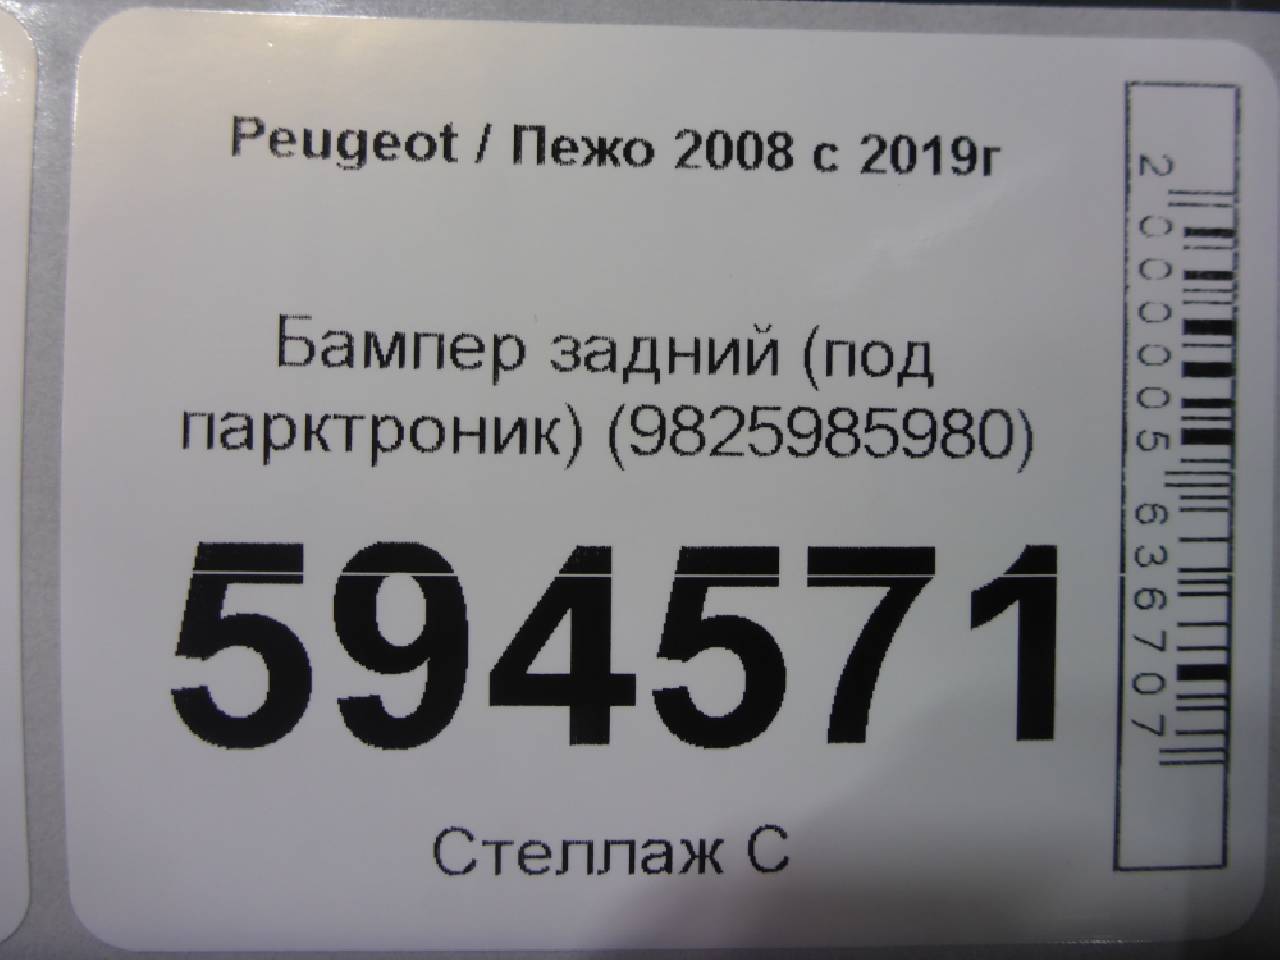 Peugeot / Пежо 2008 с 2019г
Бампер задний (под
парктроник) (9825985980)
594571
Стеллаж С
2000005636707